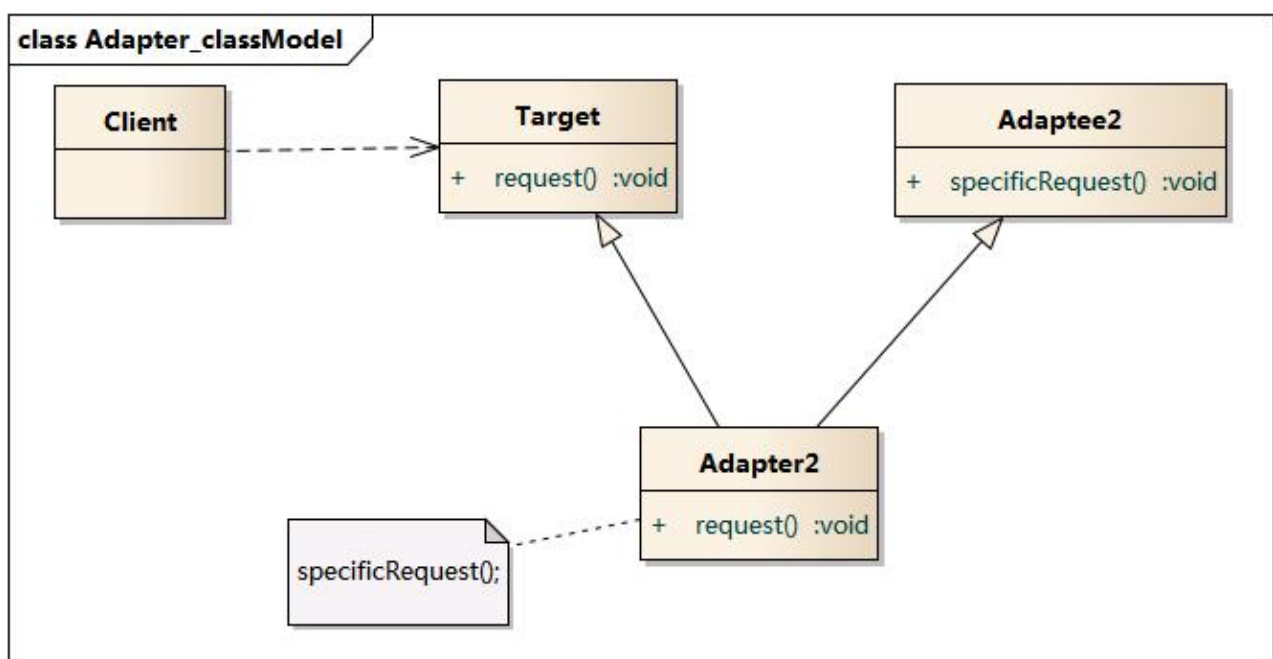 class Adapter_classModel
Client
Target
+ request() :void
Adaptee2
+ specificRequest() :void
Adapter2
+ request() :void
specificRequest();